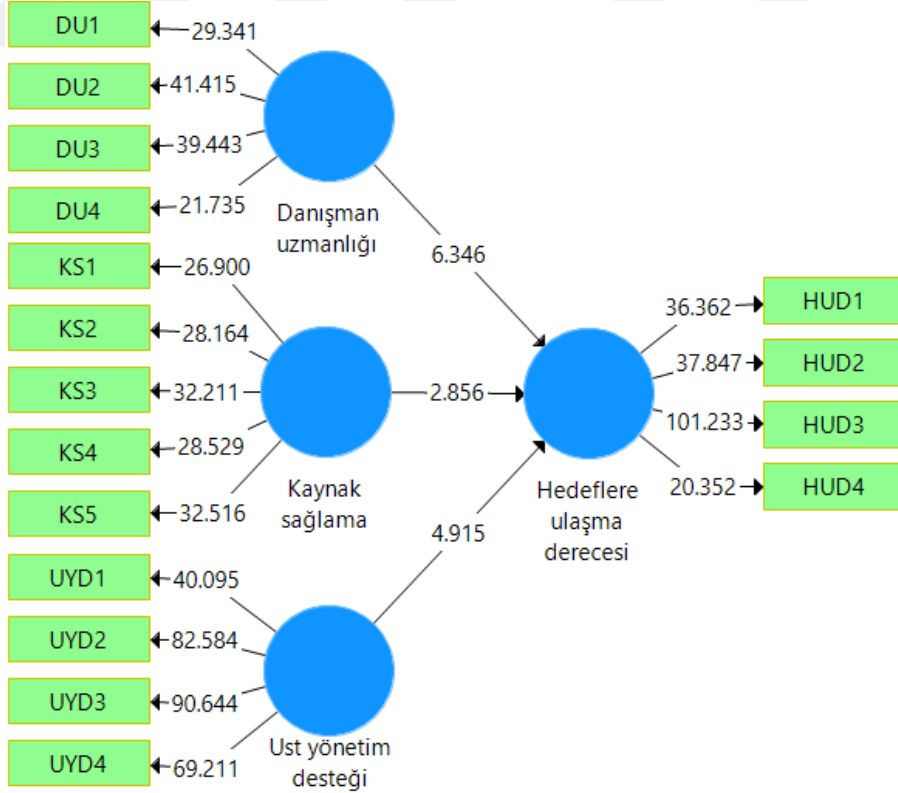 DU1
29.341
DU2
41.415
DU3
39.443
DU4
21.735
Danışman
uzmanlığı
KS1
26.900
KS2
28.164
KS3
32.211
KS4
28.529
KS5
32.516
Kaynak
sağlama
UYD1
40.095
UYD2
82.584
UYD3
90.644
UYD4
69.211
Ust yönetim
desteği
6.346
2.856
4.915
Hedeflere
ulaşma
derecesi
36.362
HUD1
37.847
HUD2
101.233
HUD3
20.352
HUD4